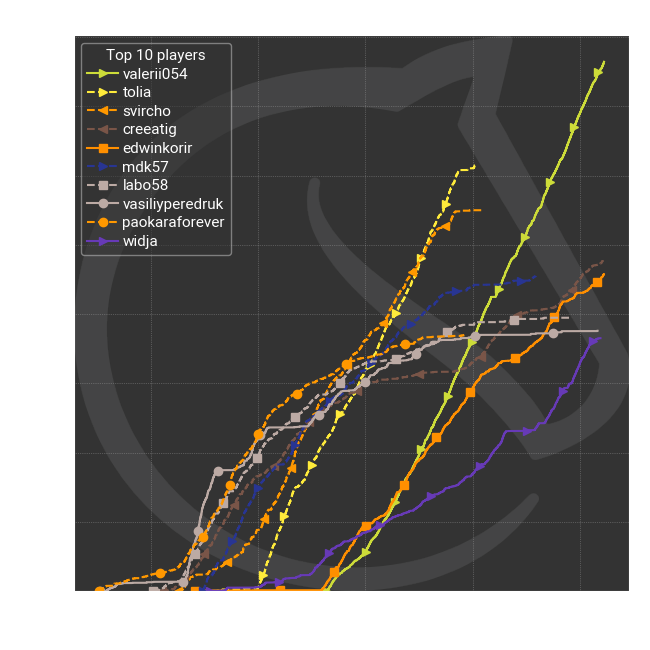 Top 10 players
valerii054
tolia
svircho
creeatig
edwinkorir
mdk57
labo58
vasiliyperedruk
paokaraforever
widja